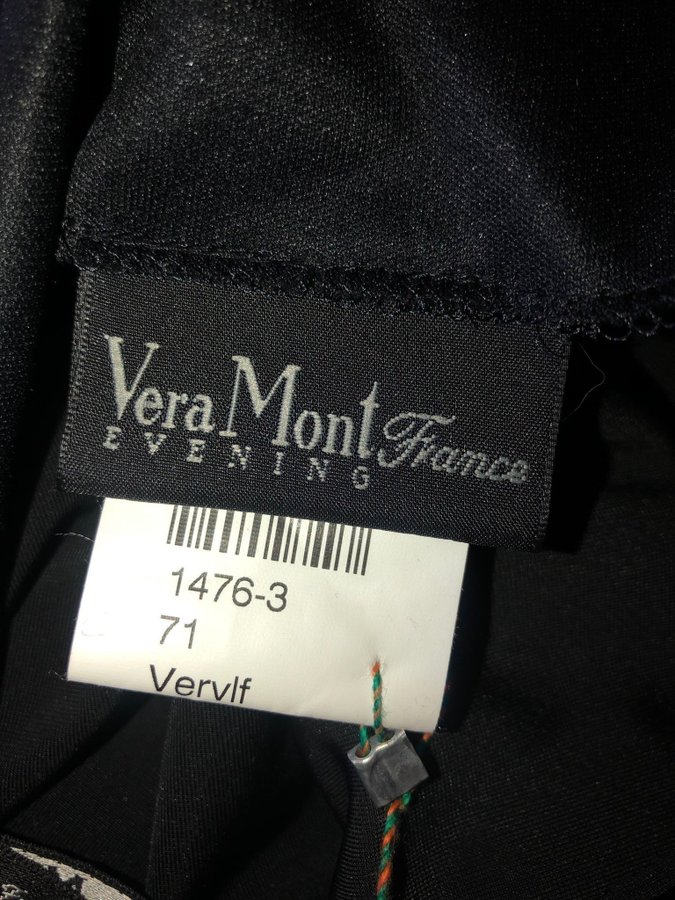 Vera Mont France
EVENING
1476-3
71
Vervlf